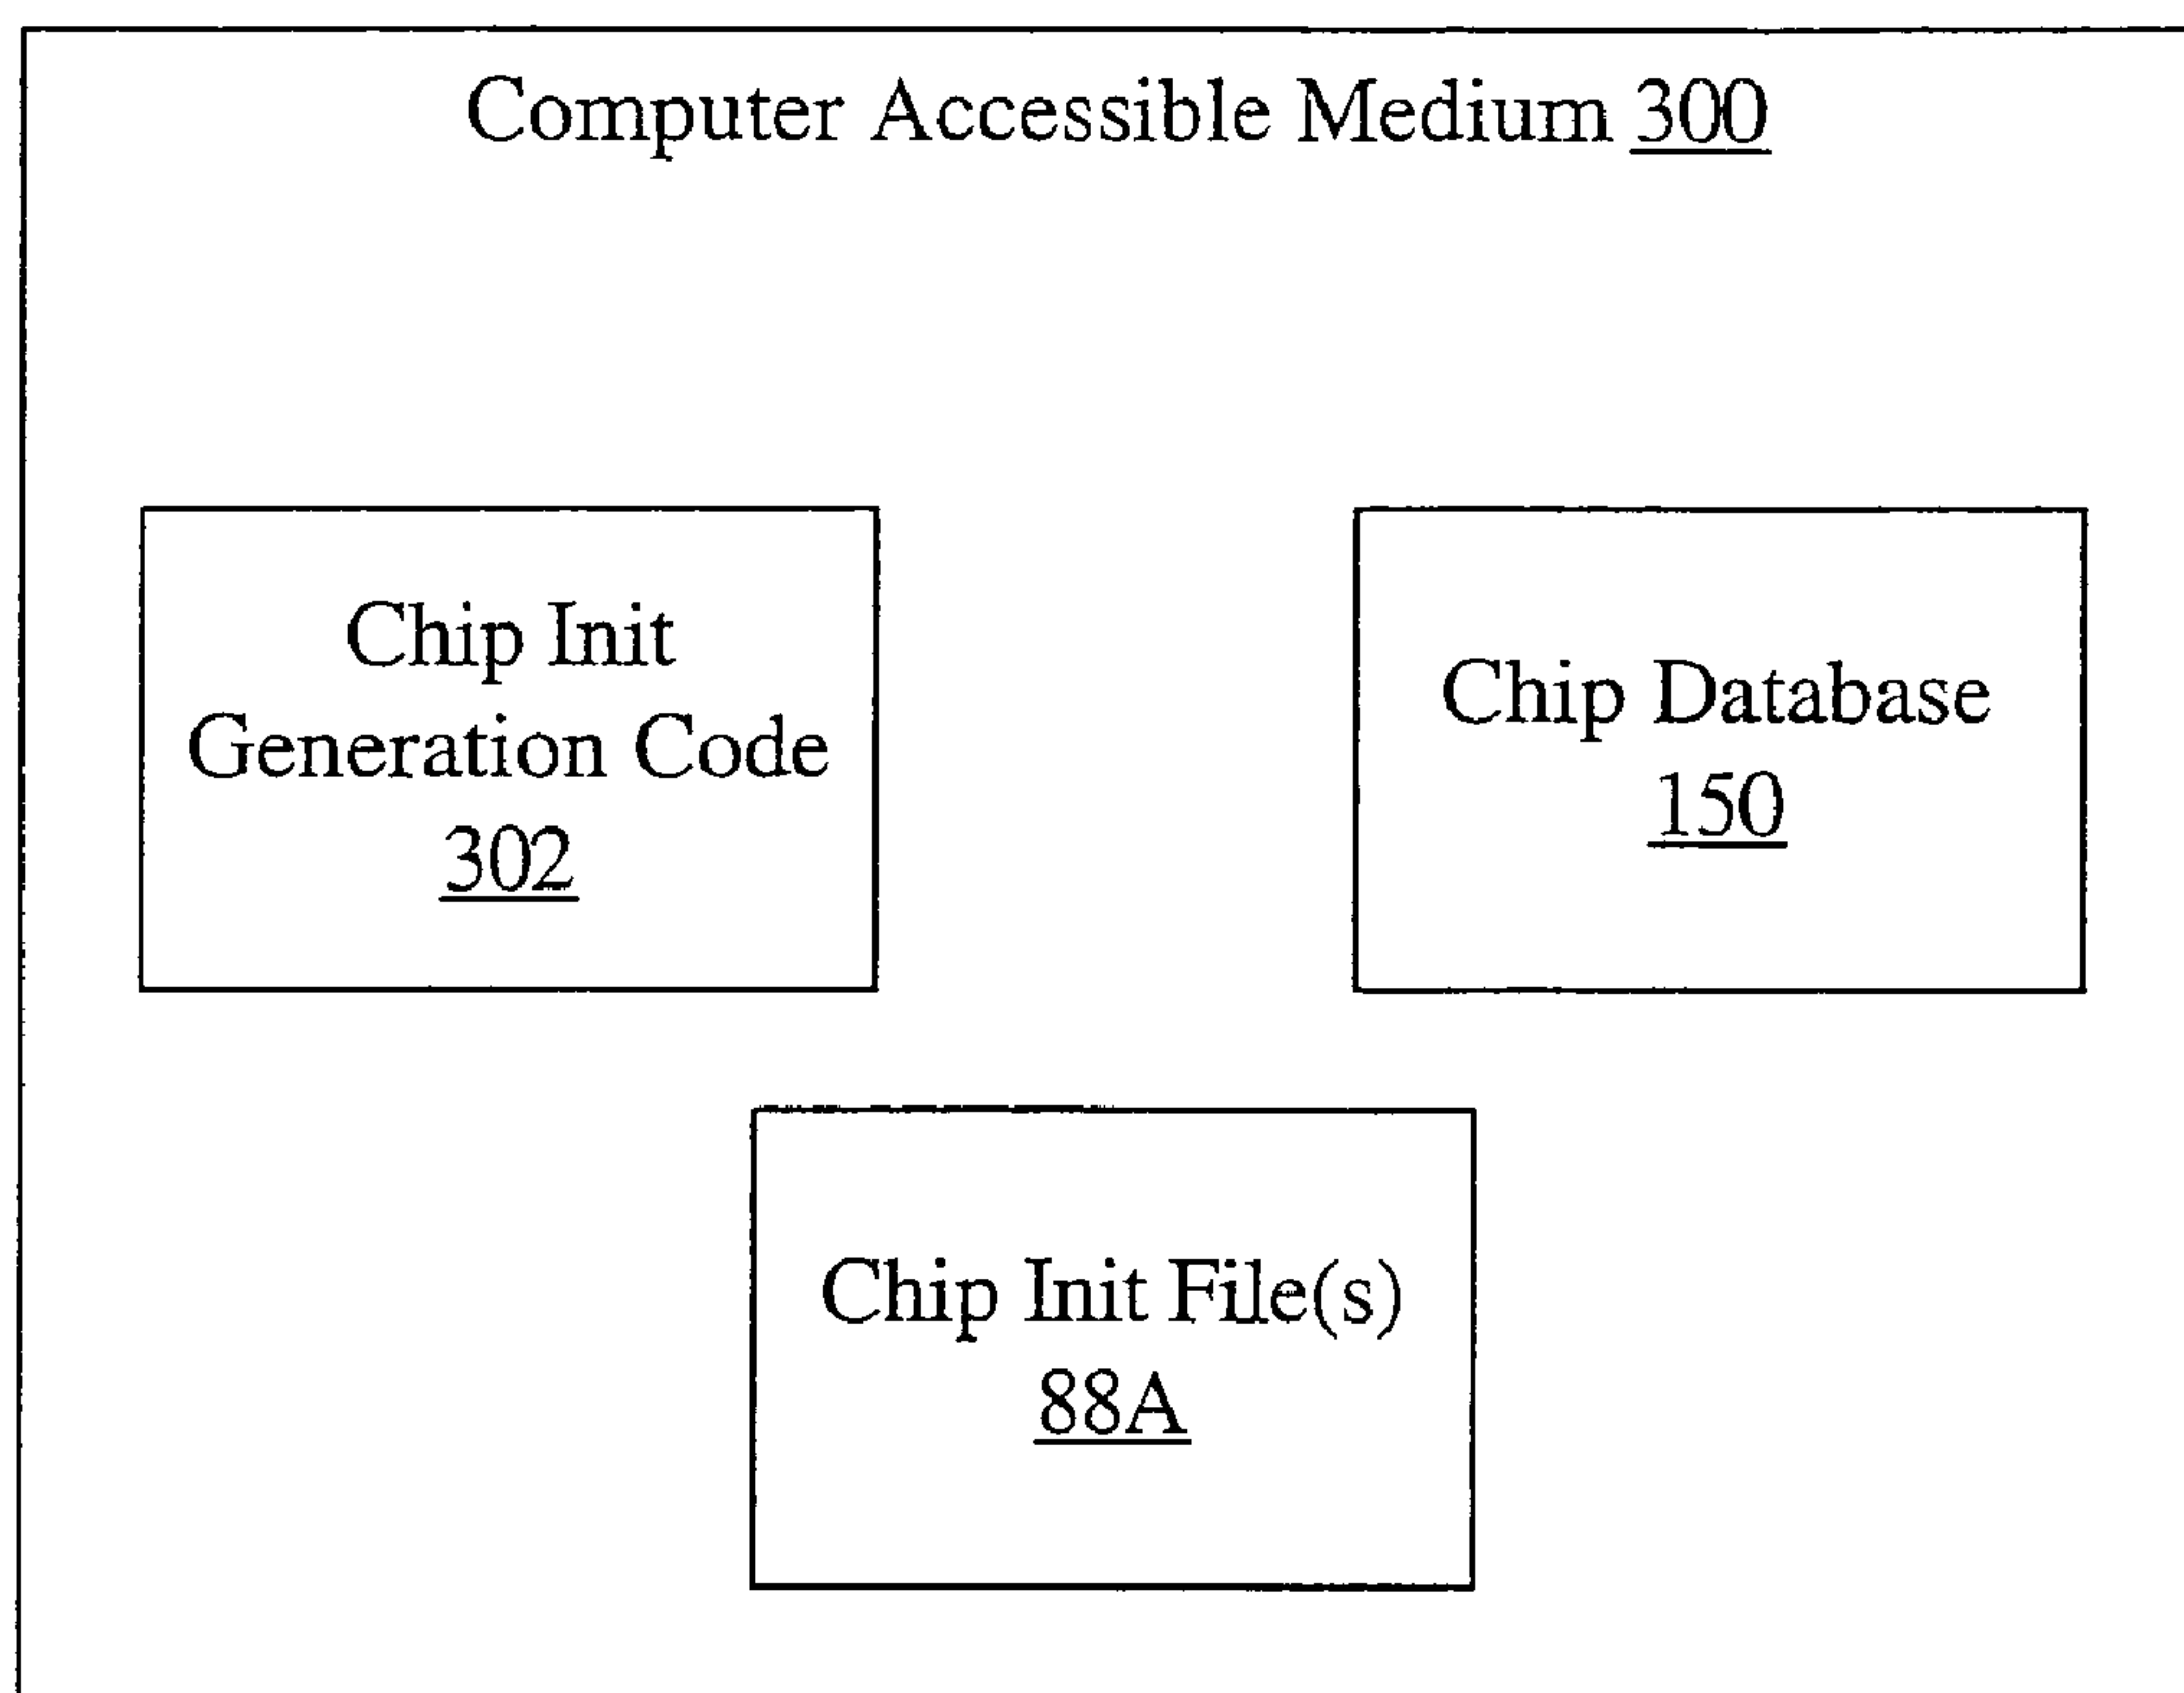 Computer Accessible Medium 300
Chip Init
Generation Code
302
Chip Database
150
Chip Init File(s)
88A